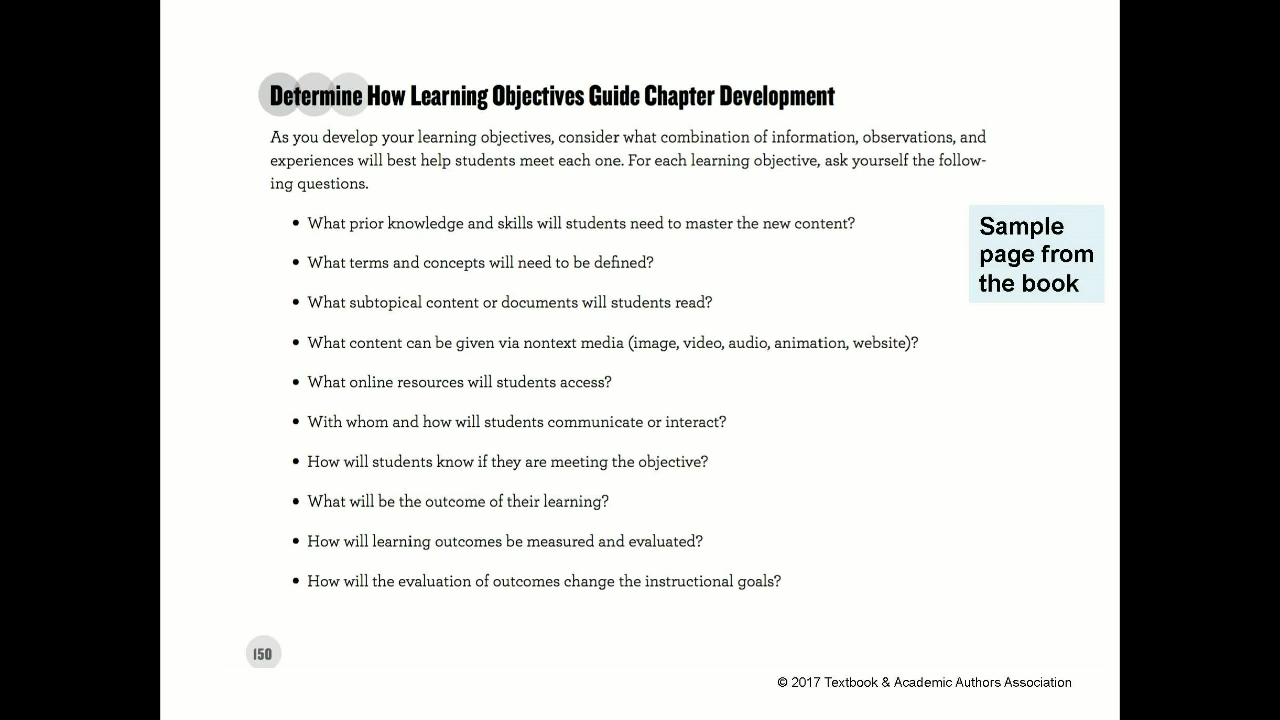 Determine How Learning Objectives Guide Chapter Development
As you develop your learning objectives, consider what combination of information, observations, and
experiences will best help students meet each one. For each learning objective, ask yourself the follow-
ing questions.
• What prior knowledge and skills will students need to master the new content?
• What terms and concepts will need to be defined?
• What subtopical content or documents will students read?
• What content can be given via nontext media (image, video, audio, animation, website)?
• What online resources will students access?
• With whom and how will students communicate or interact?
• How will students know if they are meeting the objective?
• What will be the outcome of their learning?
• How will learning outcomes be measured and evaluated?
• How will the evaluation of outcomes change the instructional goals?
Sample
page from
the book
150
© 2017 Textbook & Academic Authors Association